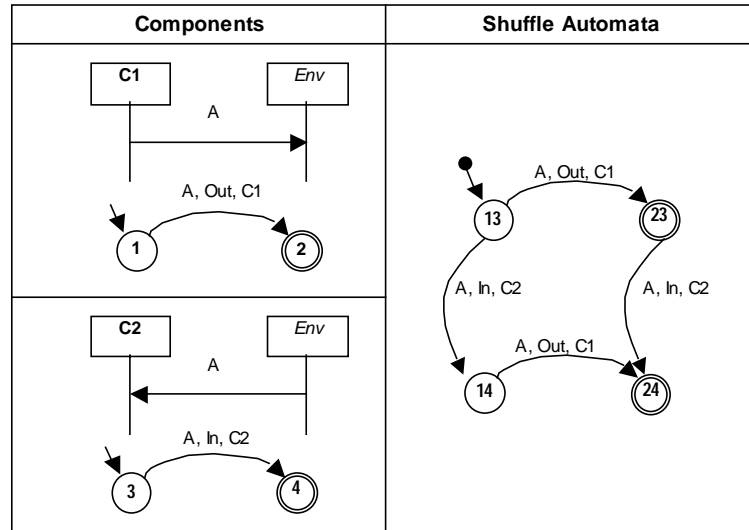 Components
Shuffle Automata
C1
Env
A
A, Out, C1
1
2
C2
Env
A
A, In, C2
3
4
A, Out, C1
13
23
A, In, C2
A, In, C2
A, Out, C1
14
24